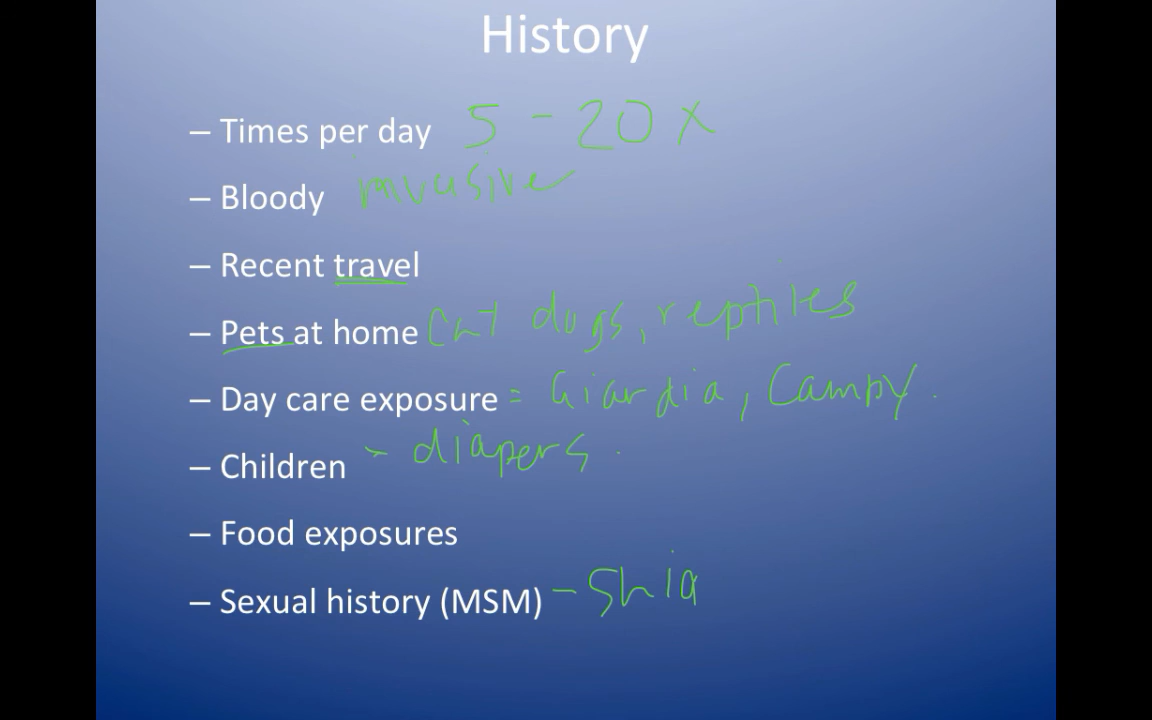 History
– Times per day 5 - 20 X
– Bloody invasive
– Recent travel
– Pets at home Cat dogs, reptiles
– Day care exposure = Giardia, Campy.
– Children - diapers.
– Food exposures
– Sexual history (MSM) - Shig